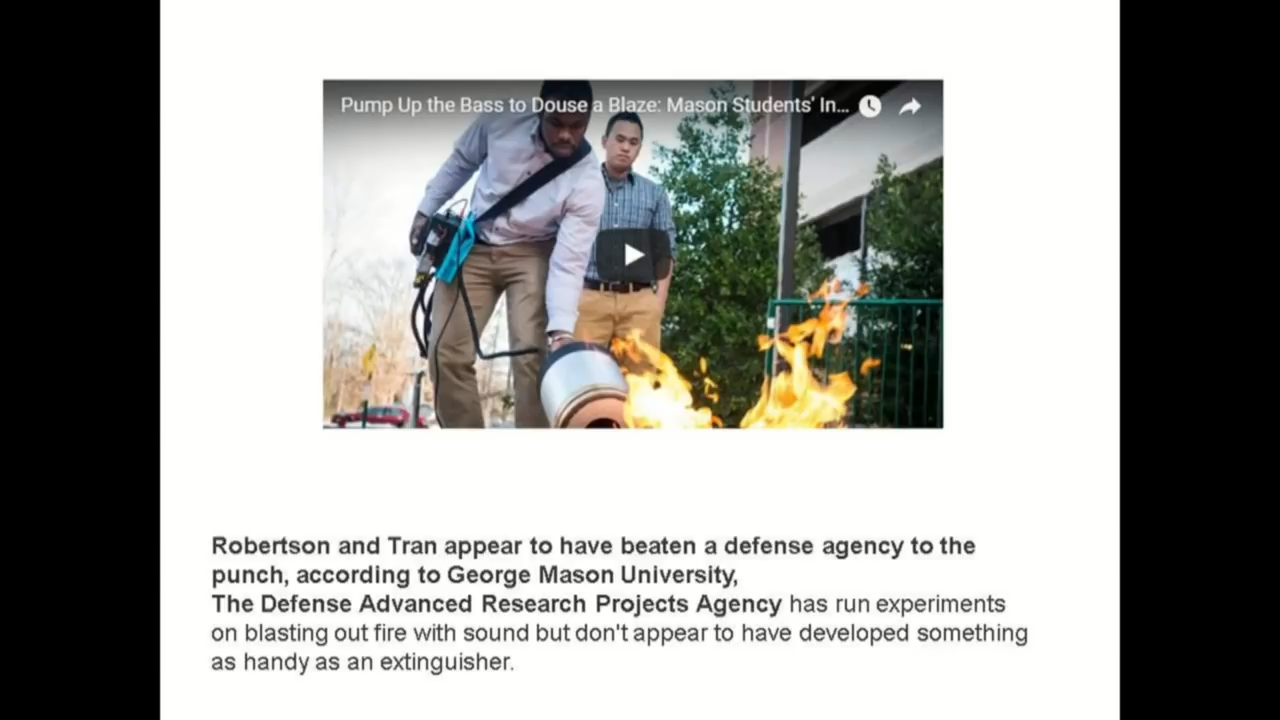 Pump Up the Bass to Douse a Blaze: Mason Students' In...
Robertson and Tran appear to have beaten a defense agency to the
punch, according to George Mason University,
The Defense Advanced Research Projects Agency has run experiments
on blasting out fire with sound but don't appear to have developed something
as handy as an extinguisher.